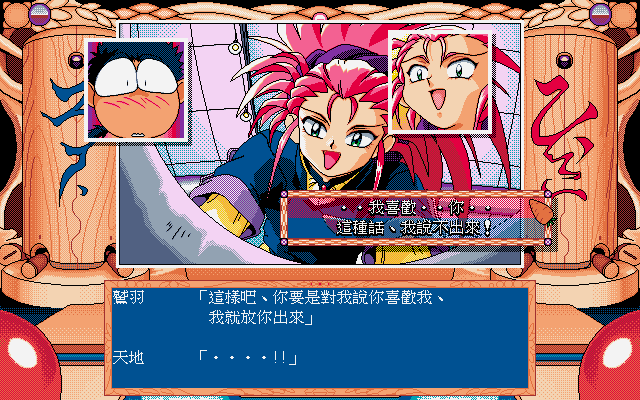 ・・我喜歡・・你・・
這種話、我說不出來!
鷲羽 「這樣吧、你要是對我說你喜歡我、
我就放你出來」
天地 「・・・・!!」